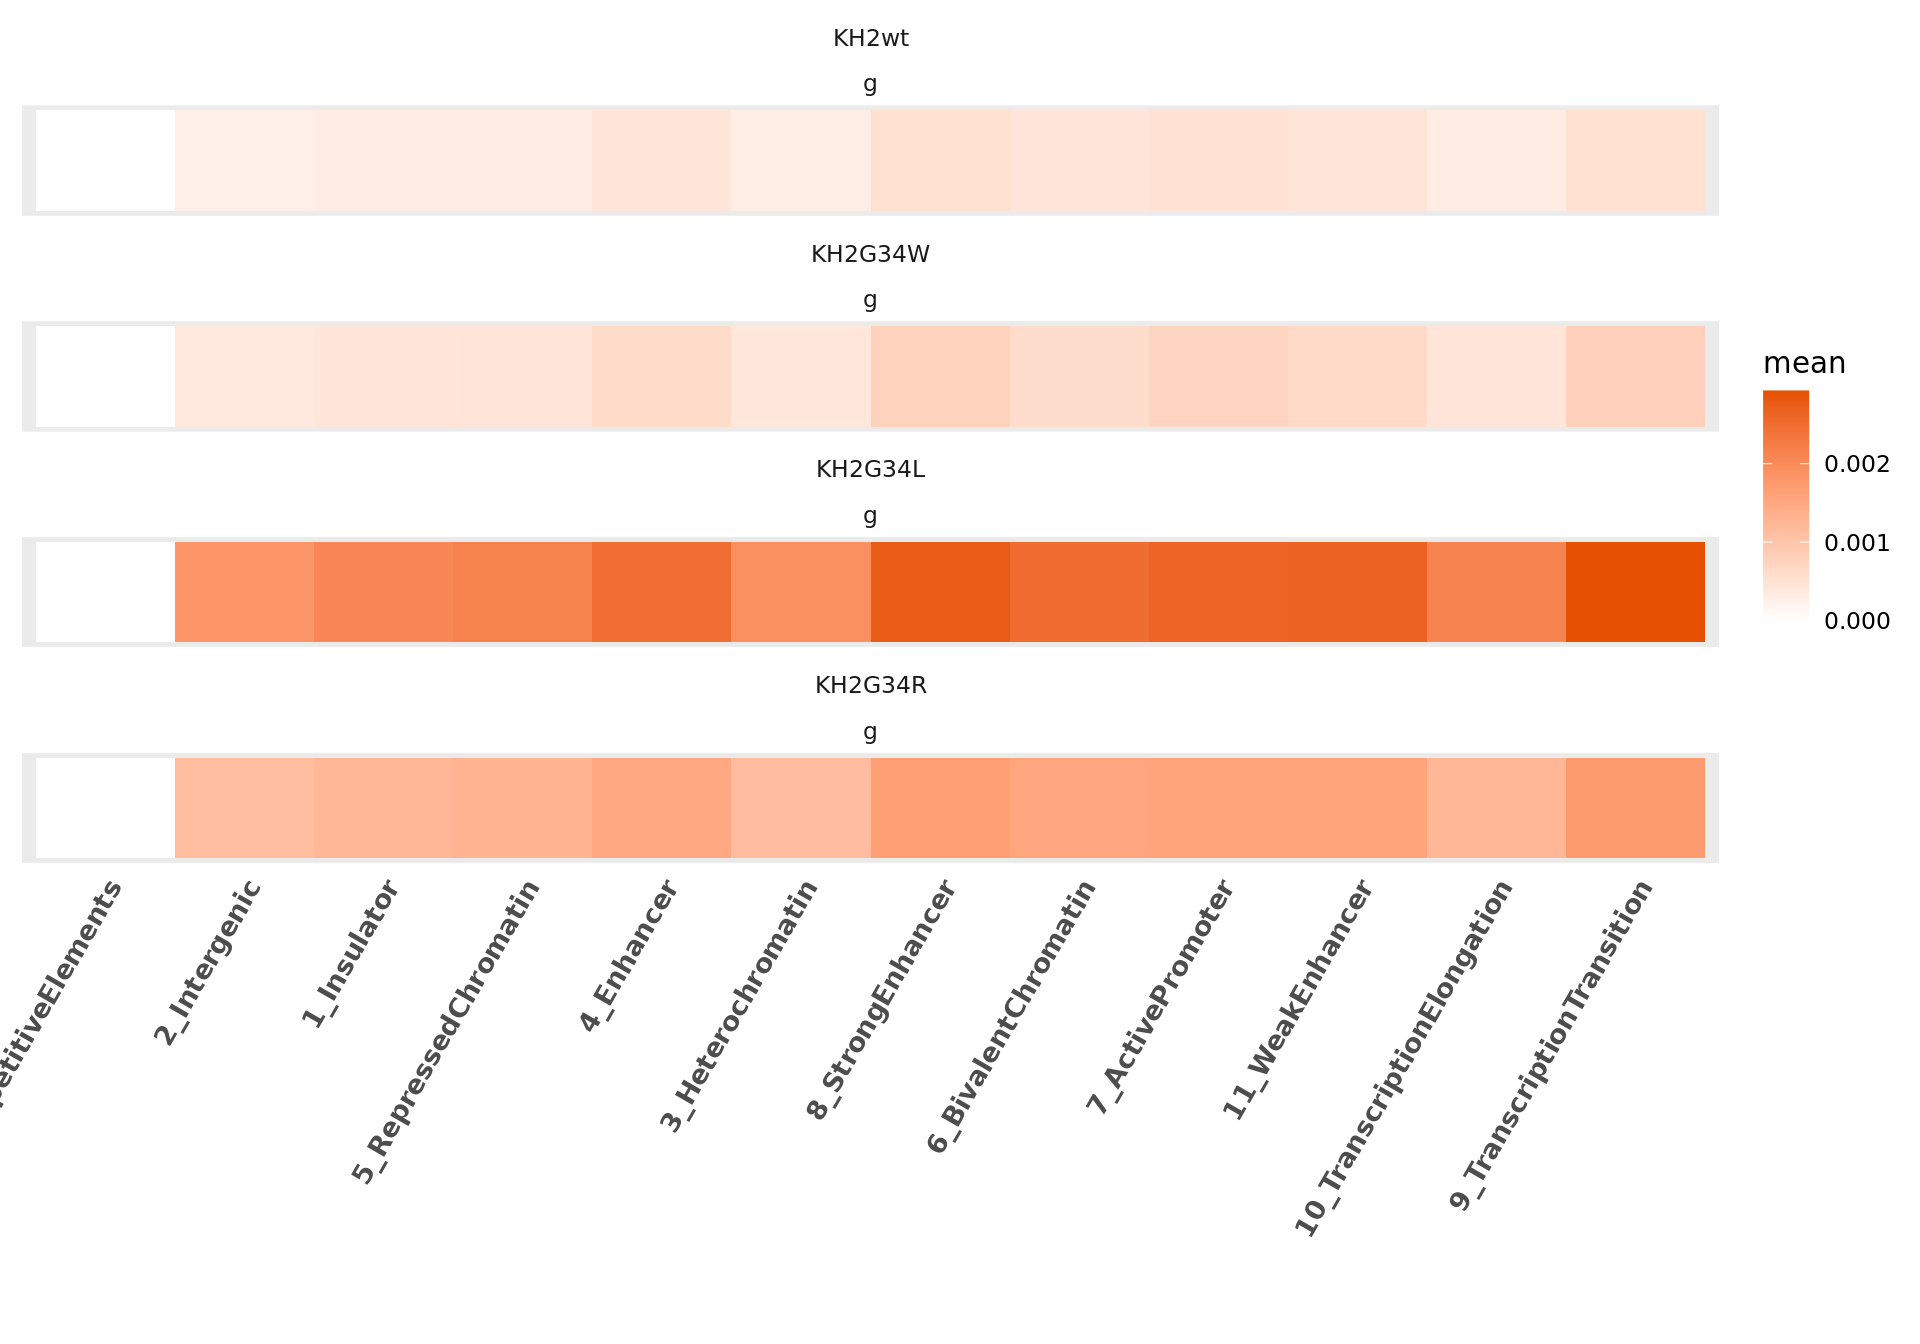 KH2wt
g
KH2G34W
g
KH2G34L
g
KH2G34R
g
mean
0.002
0.001
0.000
2_Intergenic
1_Insulator
5_RepressedChromatin
4_Enhancer
3_Heterochromatin
8_StrongEnhancer
6_BivalentChromatin
7_ActivePromoter
11_WeakEnhancer
10_TranscriptionElongation
9_TranscriptionTransition